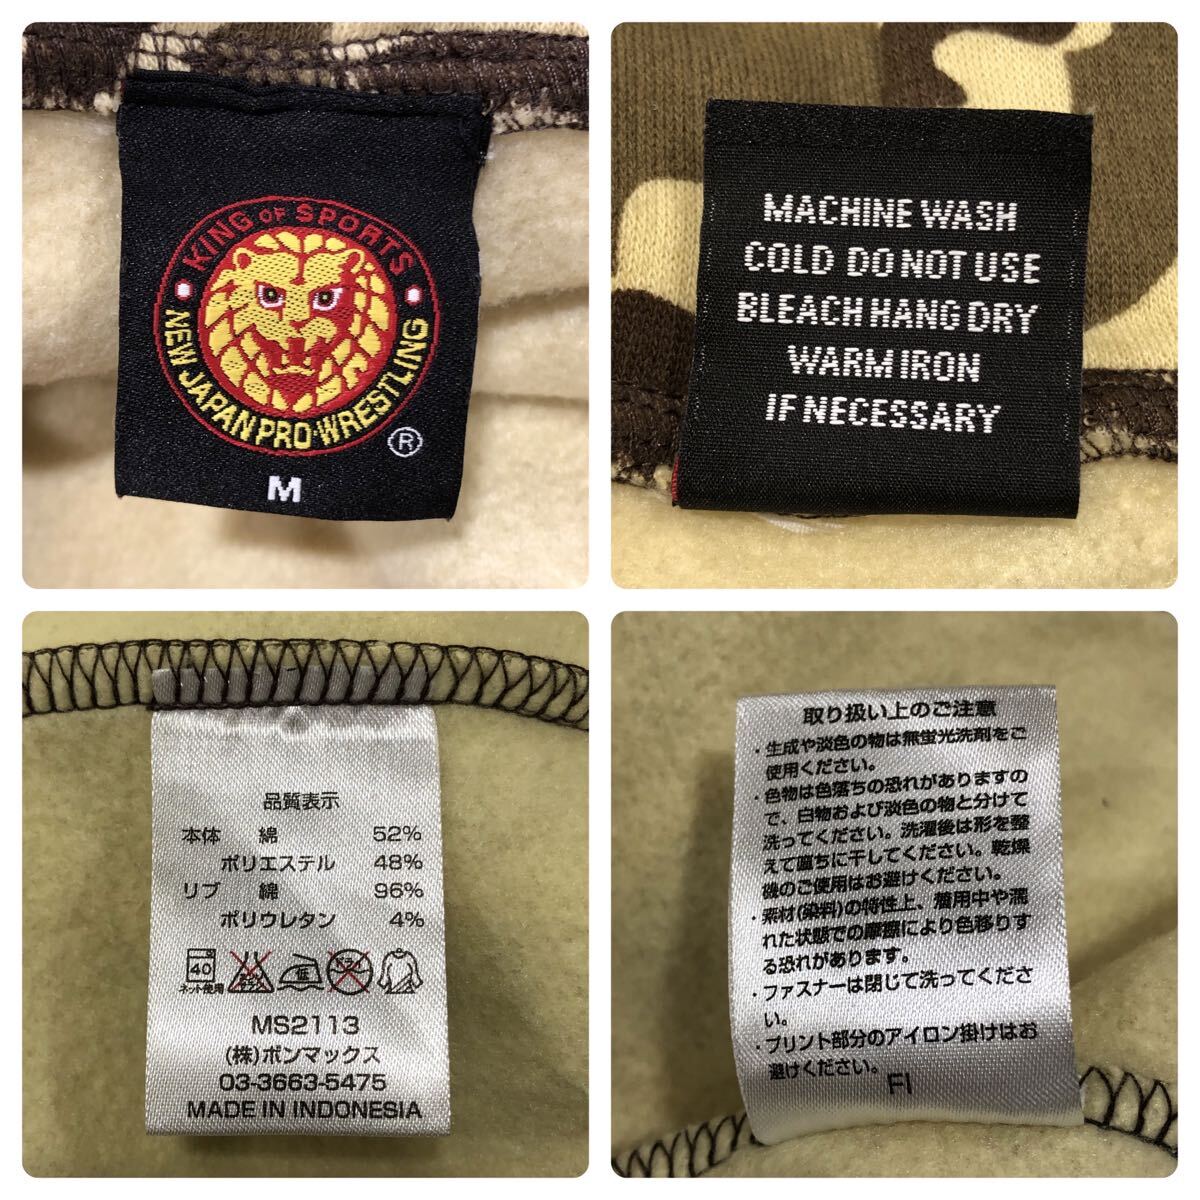 KING OF SPORTS
NEW JAPAN PRO-WRESTLING
®
M
MACHINE WASH
COLD DO NOT USE
BLEACH HANG DRY
WARM IRON
IF NECESSARY
品質表示
本体 綿 52%
ポリエステル 48%
リブ 綿 96%
ポリウレタン 4%
40
ネット使用
エンソサラシ
低
ドライ
MS2113
(株)ボンマックス
03-3663-5475
MADE IN INDONESIA
取り扱い上のご注意
・生成や淡色の物は無蛍光洗剤をご
使用ください。
・色物は色落ちの恐れがありますの
で、白物および淡色の物と分けて
洗ってください。洗濯後は形を整
えて直ちに干してください。乾燥
機のご使用はお避けください。
・素材(染料)の特性上、着用中や濡
れた状態での摩擦により色移りす
る恐れがあります。
・ファスナーは閉じて洗ってくださ
い。
・プリント部分のアイロン掛けはお
避けください。
FI